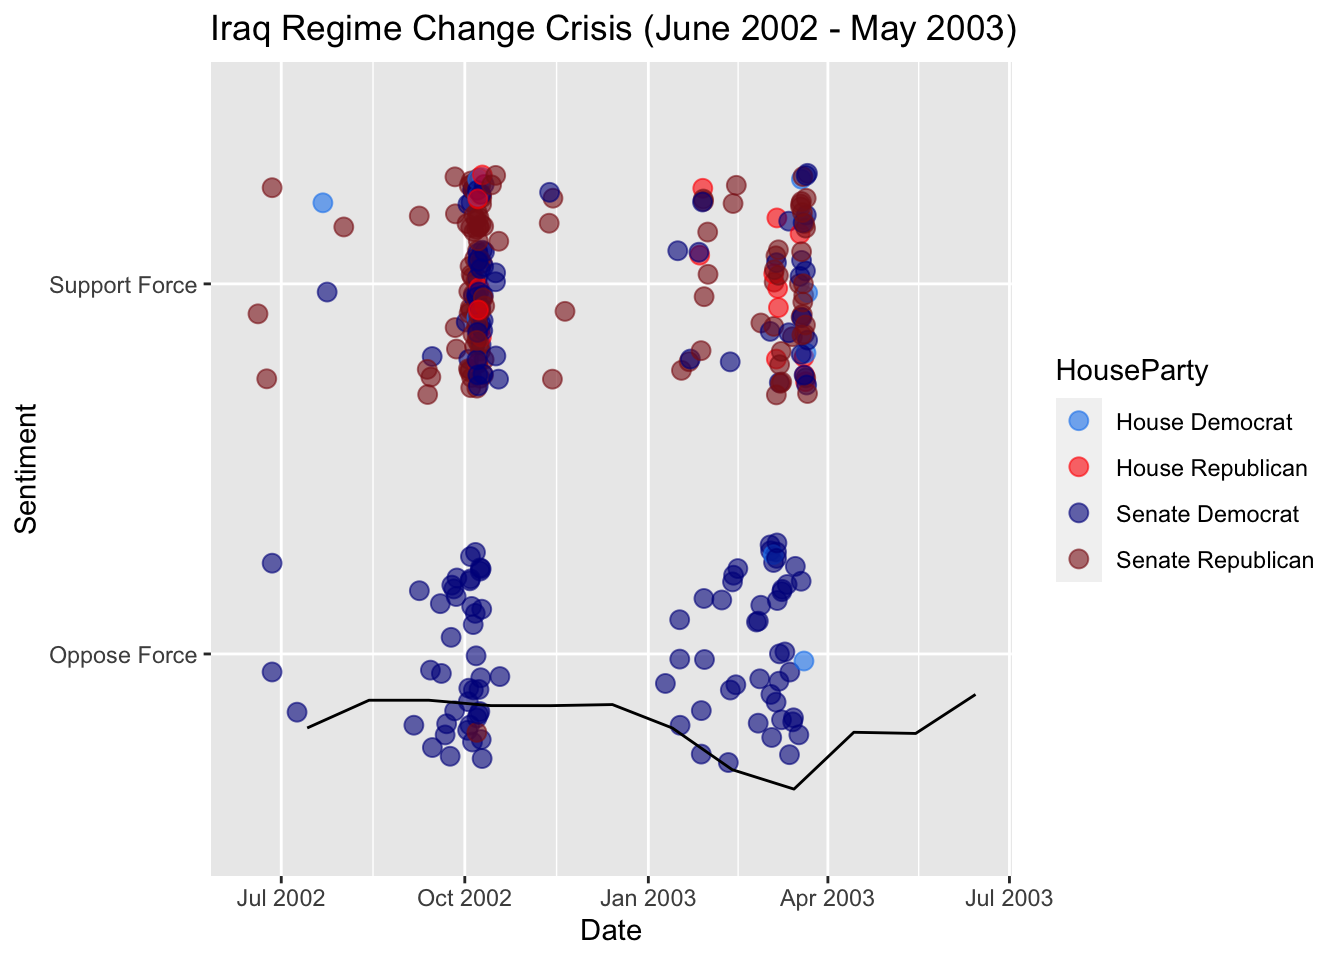 Iraq Regime Change Crisis (June 2002 - May 2003)
Support Force
Oppose Force
Sentiment
Jul 2002
Oct 2002
Jan 2003
Apr 2003
Jul 2003
Date
HouseParty
House Democrat
House Republican
Senate Democrat
Senate Republican